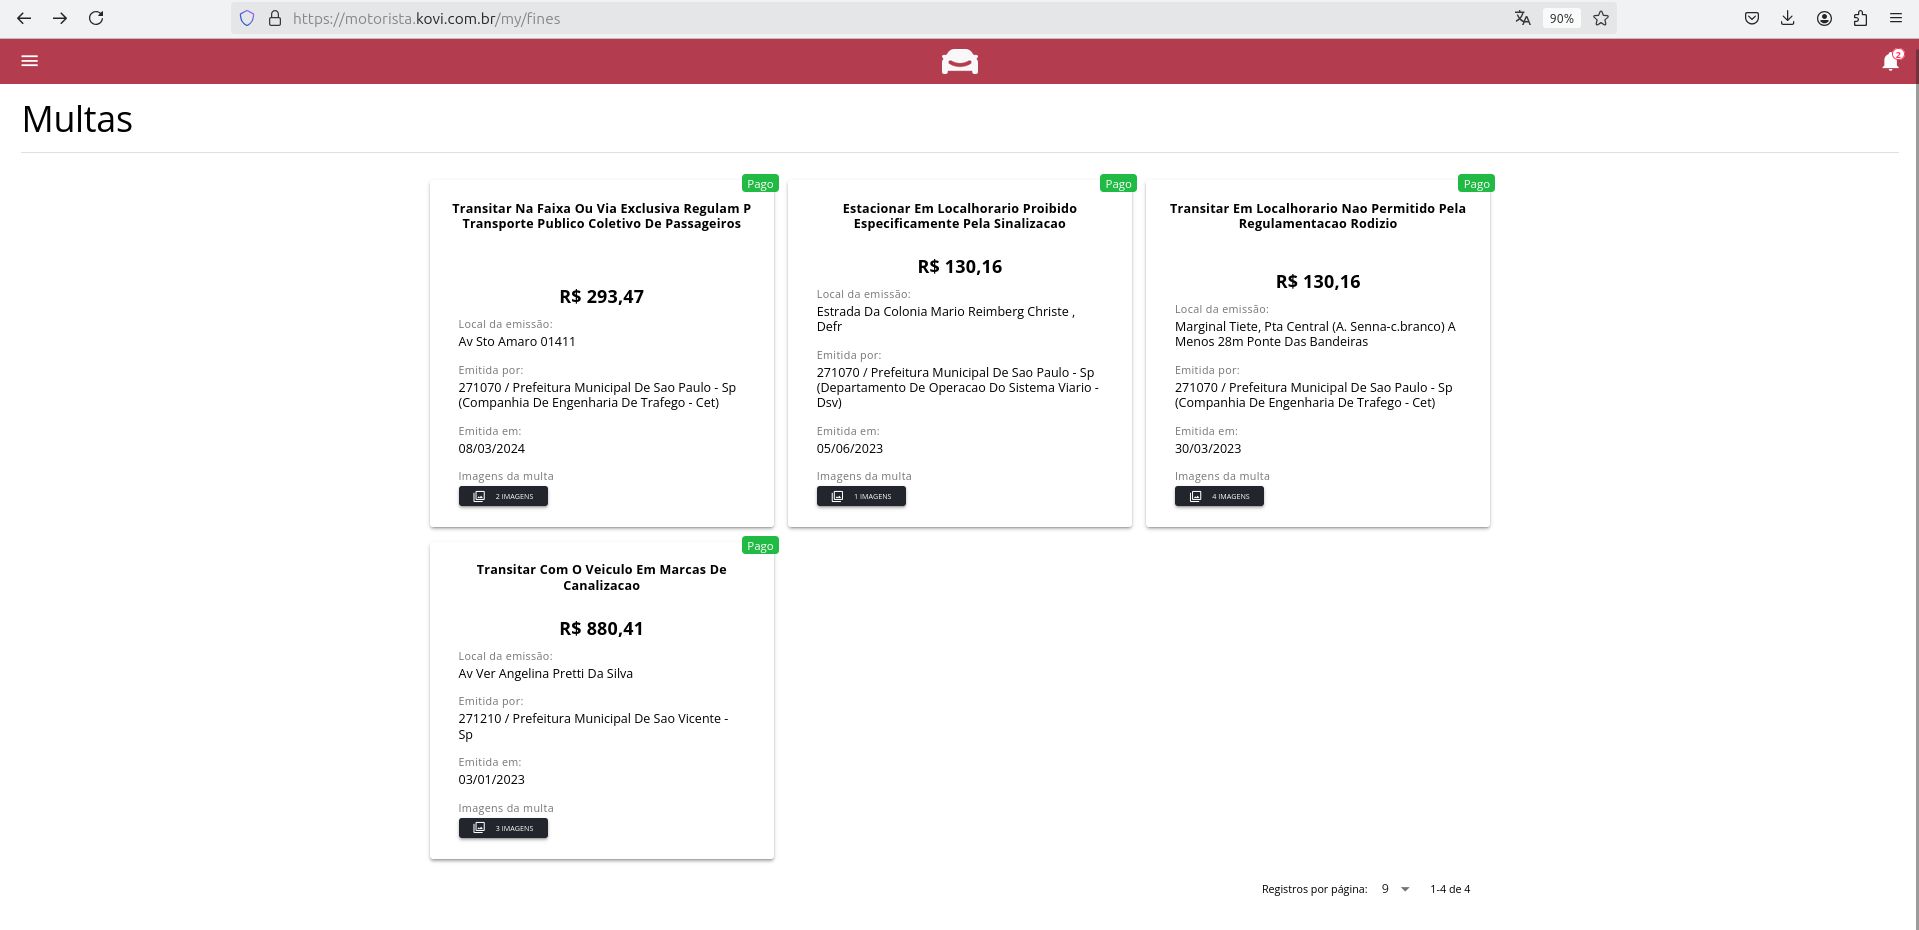 https://motorista.kovi.com.br/my/fines
90%
2
Multas
Pago
Transitar Na Faixa Ou Via Exclusiva Regulam P
Transporte Publico Coletivo De Passageiros
R$ 293,47
Local da emissão:
Av Sto Amaro 01411
Emitida por:
271070 / Prefeitura Municipal De Sao Paulo - Sp
(Companhia De Engenharia De Trafego - Cet)
Emitida em:
08/03/2024
Imagens da multa
2 IMAGENS
Pago
Estacionar Em Localhorario Proibido
Especificamente Pela Sinalizacao
R$ 130,16
Local da emissão:
Estrada Da Colonia Mario Reimberg Christe ,
Defr
Emitida por:
271070 / Prefeitura Municipal De Sao Paulo - Sp
(Departamento De Operacao Do Sistema Viario -
Dsv)
Emitida em:
05/06/2023
Imagens da multa
1 IMAGENS
Pago
Transitar Em Localhorario Nao Permitido Pela
Regulamentacao Rodizio
R$ 130,16
Local da emissão:
Marginal Tiete, Pta Central (A. Senna-c.branco) A
Menos 28m Ponte Das Bandeiras
Emitida por:
271070 / Prefeitura Municipal De Sao Paulo - Sp
(Companhia De Engenharia De Trafego - Cet)
Emitida em:
30/03/2023
Imagens da multa
4 IMAGENS
Pago
Transitar Com O Veiculo Em Marcas De
Canalizacao
R$ 880,41
Local da emissão:
Av Ver Angelina Pretti Da Silva
Emitida por:
271210 / Prefeitura Municipal De Sao Vicente -
Sp
Emitida em:
03/01/2023
Imagens da multa
3 IMAGENS
Registros por página: 9 1-4 de 4